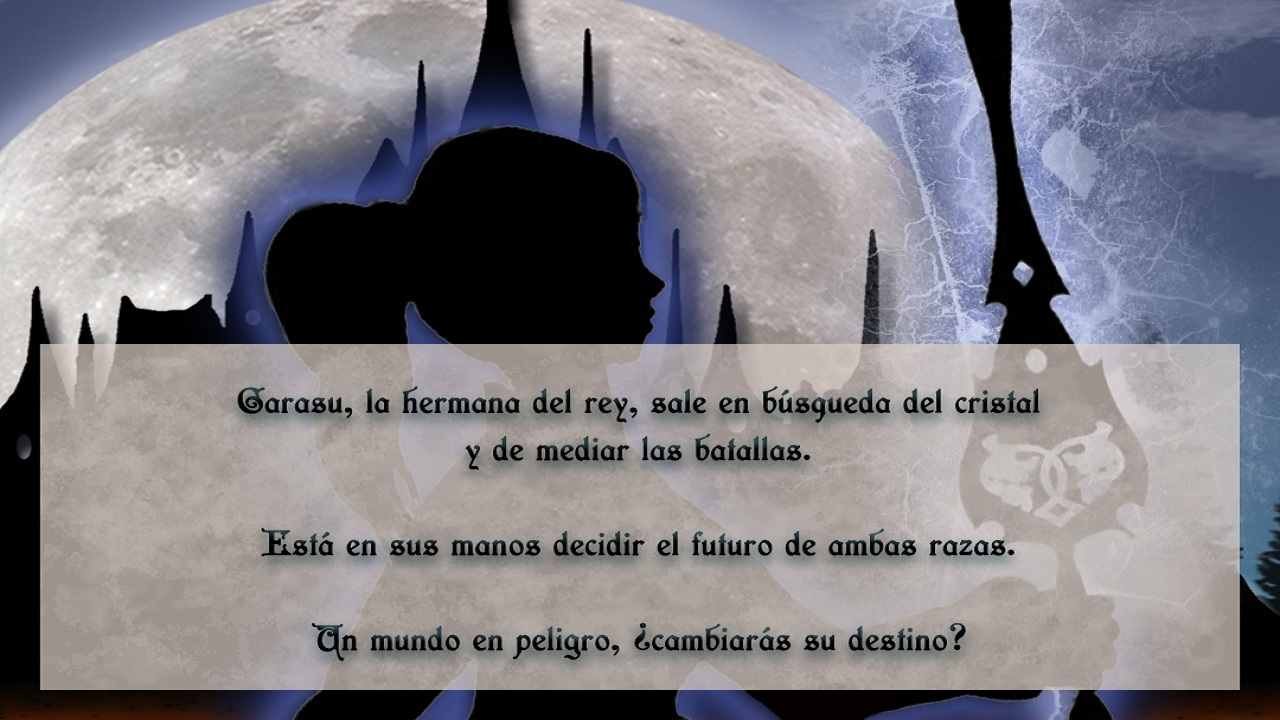 Garasu, la hermana del rey, sale en búsqueda del cristal
y de mediar las batallas.
Está en sus manos decidir el futuro de ambas razas.
Un mundo en peligro, ¿cambiarás su destino?